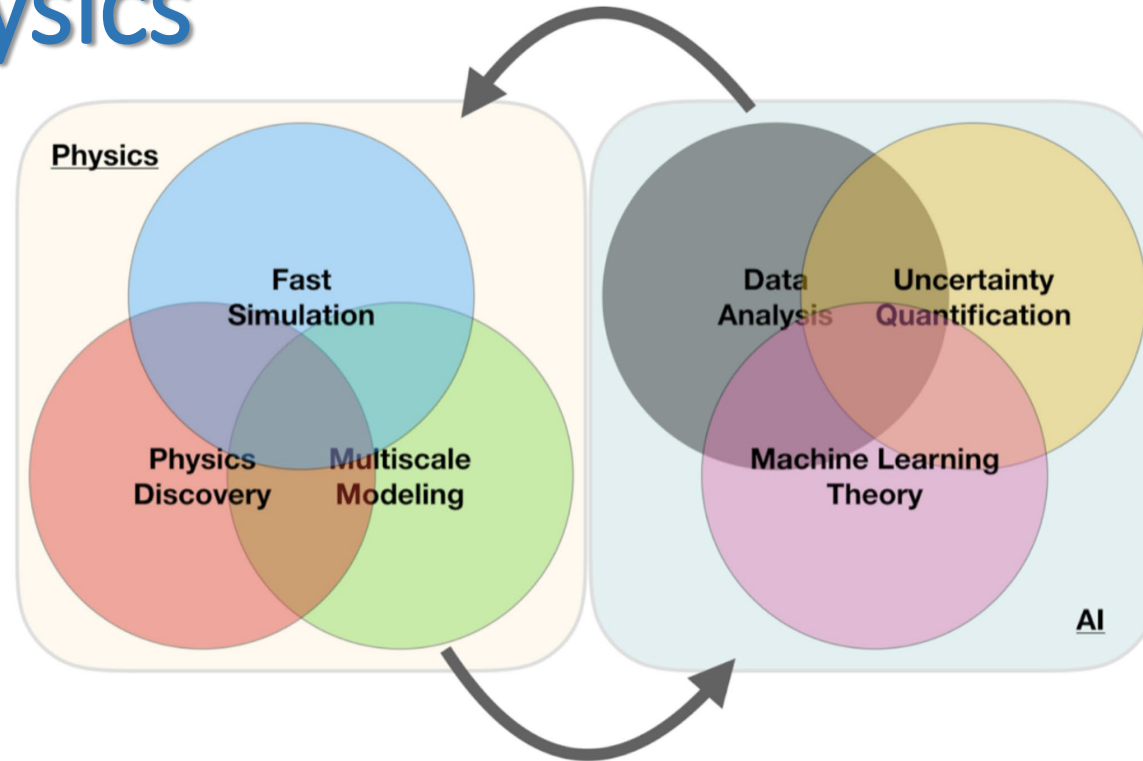 ysics
Physics
Fast
Simulation
Physics
Discovery
Multiscale
Modeling
Data
Analysis
Uncertainty
Quantification
Machine Learning
Theory
AI